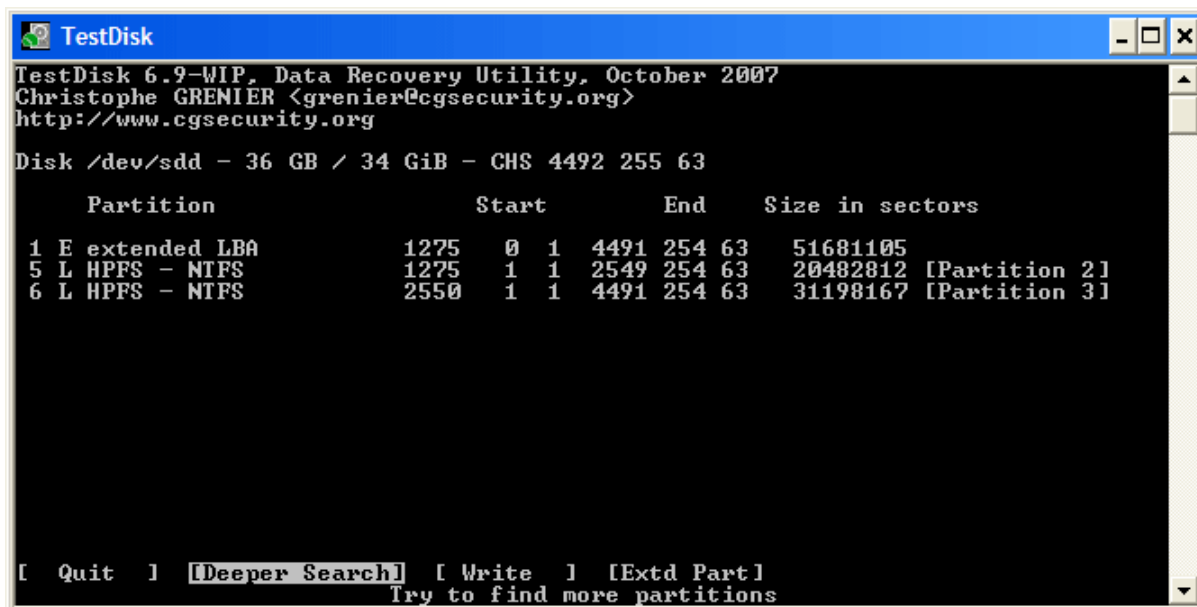 TestDisk
TestDisk 6.9-WIP, Data Recovery Utility, October 2007
Christophe GRENIER <grenier@cgsecurity.org>
http://www.cgsecurity.org
Disk /dev/sdd - 36 GB / 34 GiB - CHS 4492 255 63
Partition Start End Size in sectors
1 E extended LBA 1275 0 1 4491 254 63 51681105
5 L HPFS - NTFS 1275 1 1 2549 254 63 20482812 [Partition 2]
6 L HPFS - NTFS 2550 1 1 4491 254 63 31198167 [Partition 3]
[ Quit ] [Deeper Search] [ Write ] [Extd Part]
Try to find more partitions